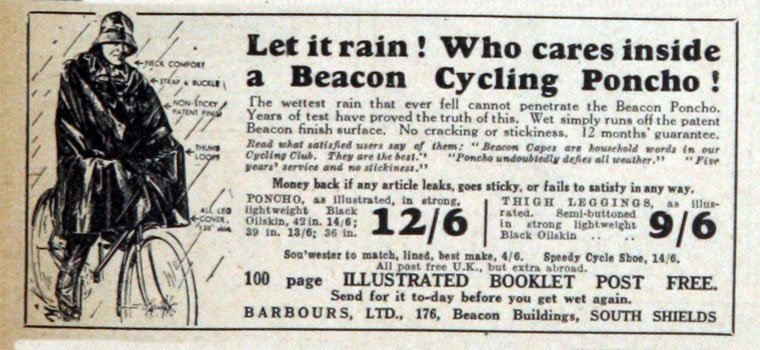 Let it rain! Who cares inside
a Beacon Cycling Poncho!
NECK COMFORT
STRAP & BUCKLE
NON-STICKY
PATENT FINISH
THUMB
LOOPS
ALL LEG
COVER,
The wettest rain that ever fell cannot penetrate the Beacon Poncho.
Years of test have proved the truth of this. Wet simply runs off the patent
Beacon finish surface. No cracking or stickiness. 12 months' guarantee.
Read what satisfied users say of them: "Beacon Capes are household words in our
Cycling Club. They are the best." "Poncho undoubtedly defies all weather." "Five
years' service and no stickiness."
Money back if any article leaks, goes sticky, or fails to satisfy in any way.
PONCHO, as illustrated, in strong,
lightweight Black
Oilskin, 42 in. 14/6;
39 in. 13/6; 36 in.
12/6
THIGH LEGGINGS, as illus-
rated. Semi-buttoned
in strong lightweight
Black Oilskin .. ..
9/6
Sou'wester to match, lined, best make, 4/6. Speedy Cycle Shoe, 14/6.
All post free U.K., but extra abroad.
100 page ILLUSTRATED BOOKLET POST FREE.
Send for it to-day before you get wet again.
BARBOURS, LTD., 176, Beacon Buildings, SOUTH SHIELDS